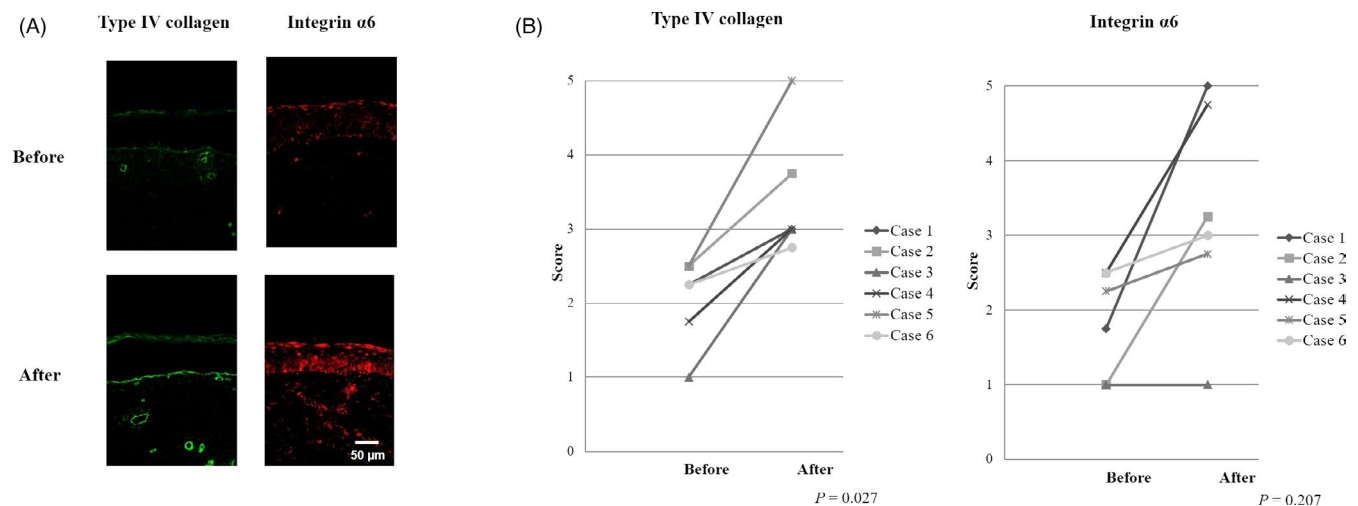 (A)
Type IV collagen
Integrin α6
Before
After
50 µm
(B)
Type IV collagen
Score
5
4
3
2
1
0
Before
After
Case 1
Case 2
Case 3
Case 4
Case 5
Case 6
P = 0.027
Integrin α6
Score
5
4
3
2
1
0
Before
After
Case 1
Case 2
Case 3
Case 4
Case 5
Case 6
P = 0.207